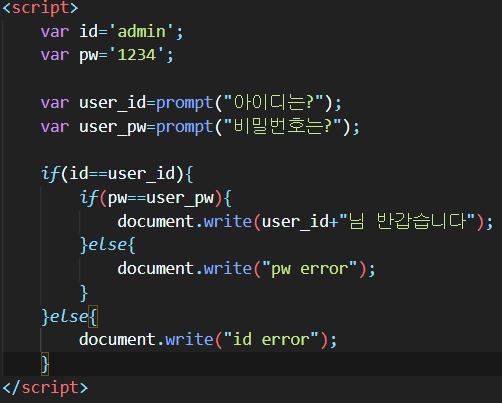 <script>
var id='admin';
var pw='1234';
var user_id=prompt("아이디는?");
var user_pw=prompt("비밀번호는?");
if(id==user_id){
if(pw==user_pw){
document.write(user_id+"님 반갑습니다");
}else{
document.write("pw error");
}
}else{
document.write("id error");
}
</script>